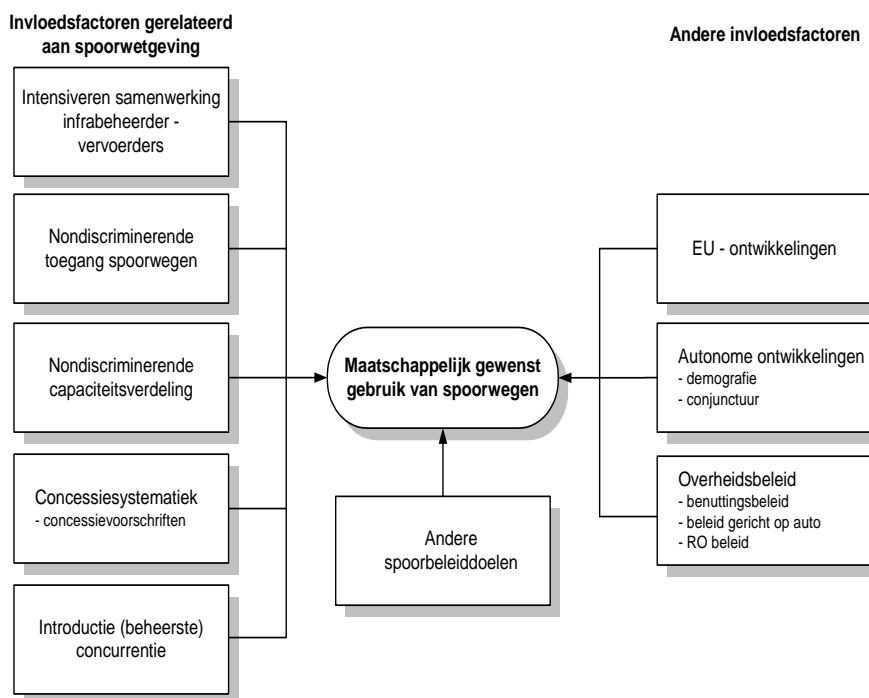 Invloedsfactoren gerelateerd
aan spoorwetgeving
Intensiveren samenwerking
infrabeheerder -
vervoerders
Nondiscriminerende
toegang spoorwegen
Nondiscriminerende
capaciteitsverdeling
Concessiesystematiek
- concessievoorschriften
Introductie (beheerste)
concurrentie
Maatschappelijk gewenst
gebruik van spoorwegen
Andere
spoorbeleiddoelen
Andere invloedsfactoren
EU - ontwikkelingen
Autonome ontwikkelingen
- demografie
- conjunctuur
Overheidsbeleid
- benuttingsbeleid
- beleid gericht op auto
- RO beleid